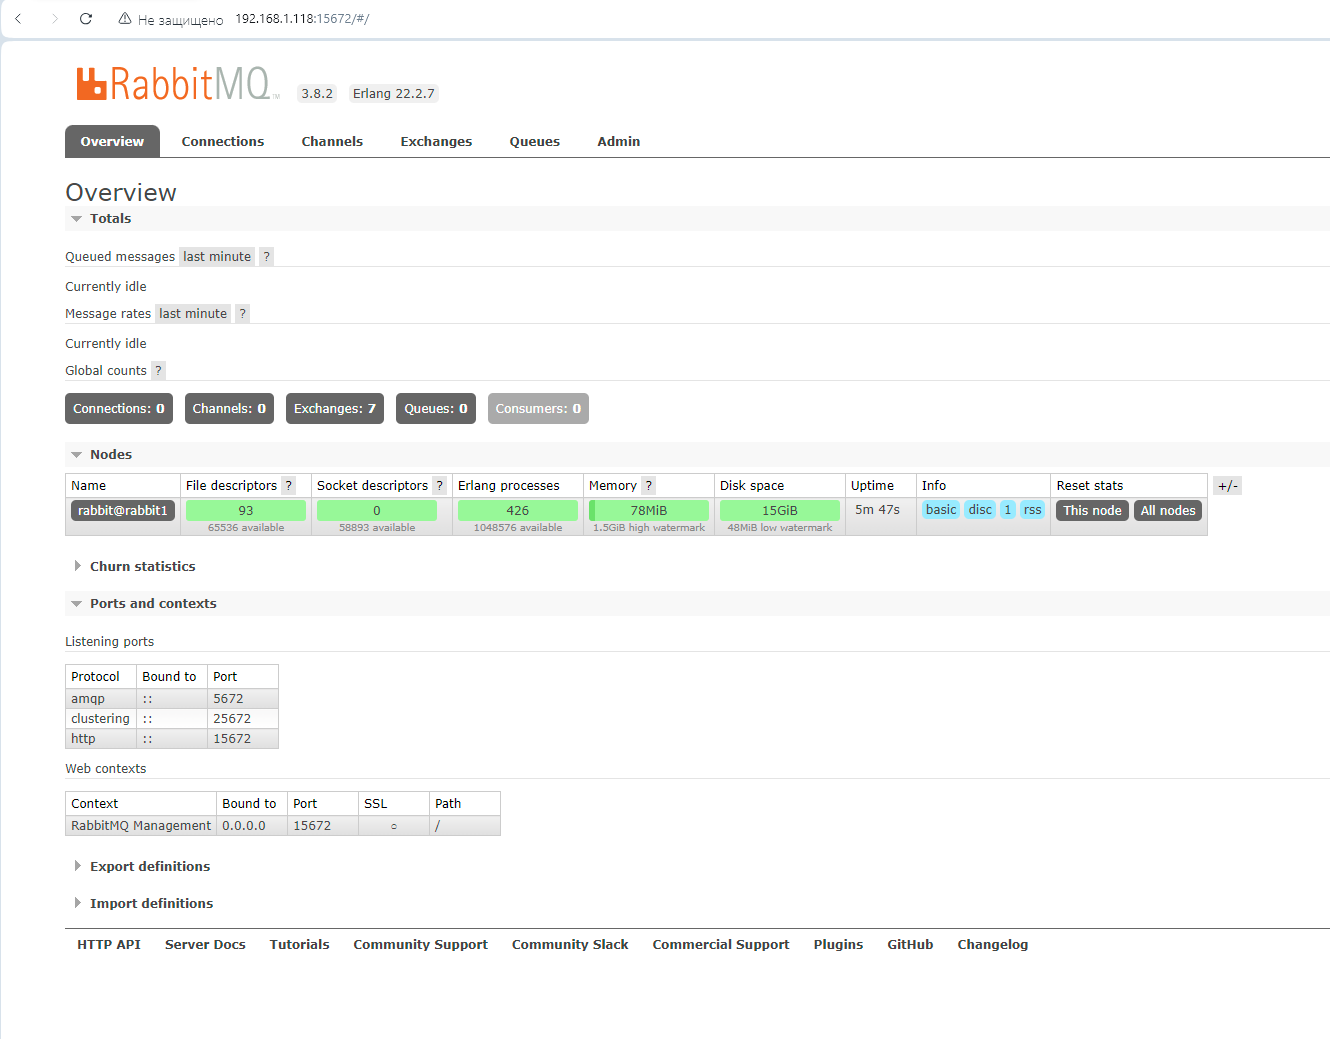 Не защищено 192.168.1.118:15672/#/
RabbitMQ TM 3.8.2 Erlang 22.2.7
Overview Connections Channels Exchanges Queues Admin
Overview
Totals
Queued messages last minute ?
Currently idle
Message rates last minute ?
Currently idle
Global counts ?
Connections: 0 Channels: 0 Exchanges: 7 Queues: 0 Consumers: 0
Nodes
Name File descriptors ? Socket descriptors ? Erlang processes Memory ? Disk space Uptime Info Reset stats +/-
rabbit@rabbit1 93 0 426 78MiB 15GiB 5m 47s basic disc 1 rss This node All nodes
65536 available 58893 available 1048576 available 1.5GiB high watermark 48MiB low watermark
Churn statistics
Ports and contexts
Listening ports
Protocol Bound to Port
amqp :: 5672
clustering :: 25672
http :: 15672
Web contexts
Context Bound to Port SSL Path
RabbitMQ Management 0.0.0.0 15672 ○ /
Export definitions
Import definitions
HTTP API Server Docs Tutorials Community Support Community Slack Commercial Support Plugins GitHub Changelog